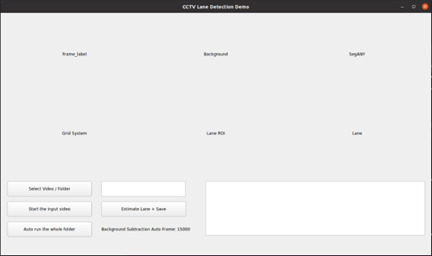 CCTV Lane Detection Demo
Frame_label Background SegANY
Grid System Lane ROI Lane
Select Video / Folder
Start the input video Estimate Lane + Save
Auto run the whole folder Background Subtraction Auto Frame: 15000